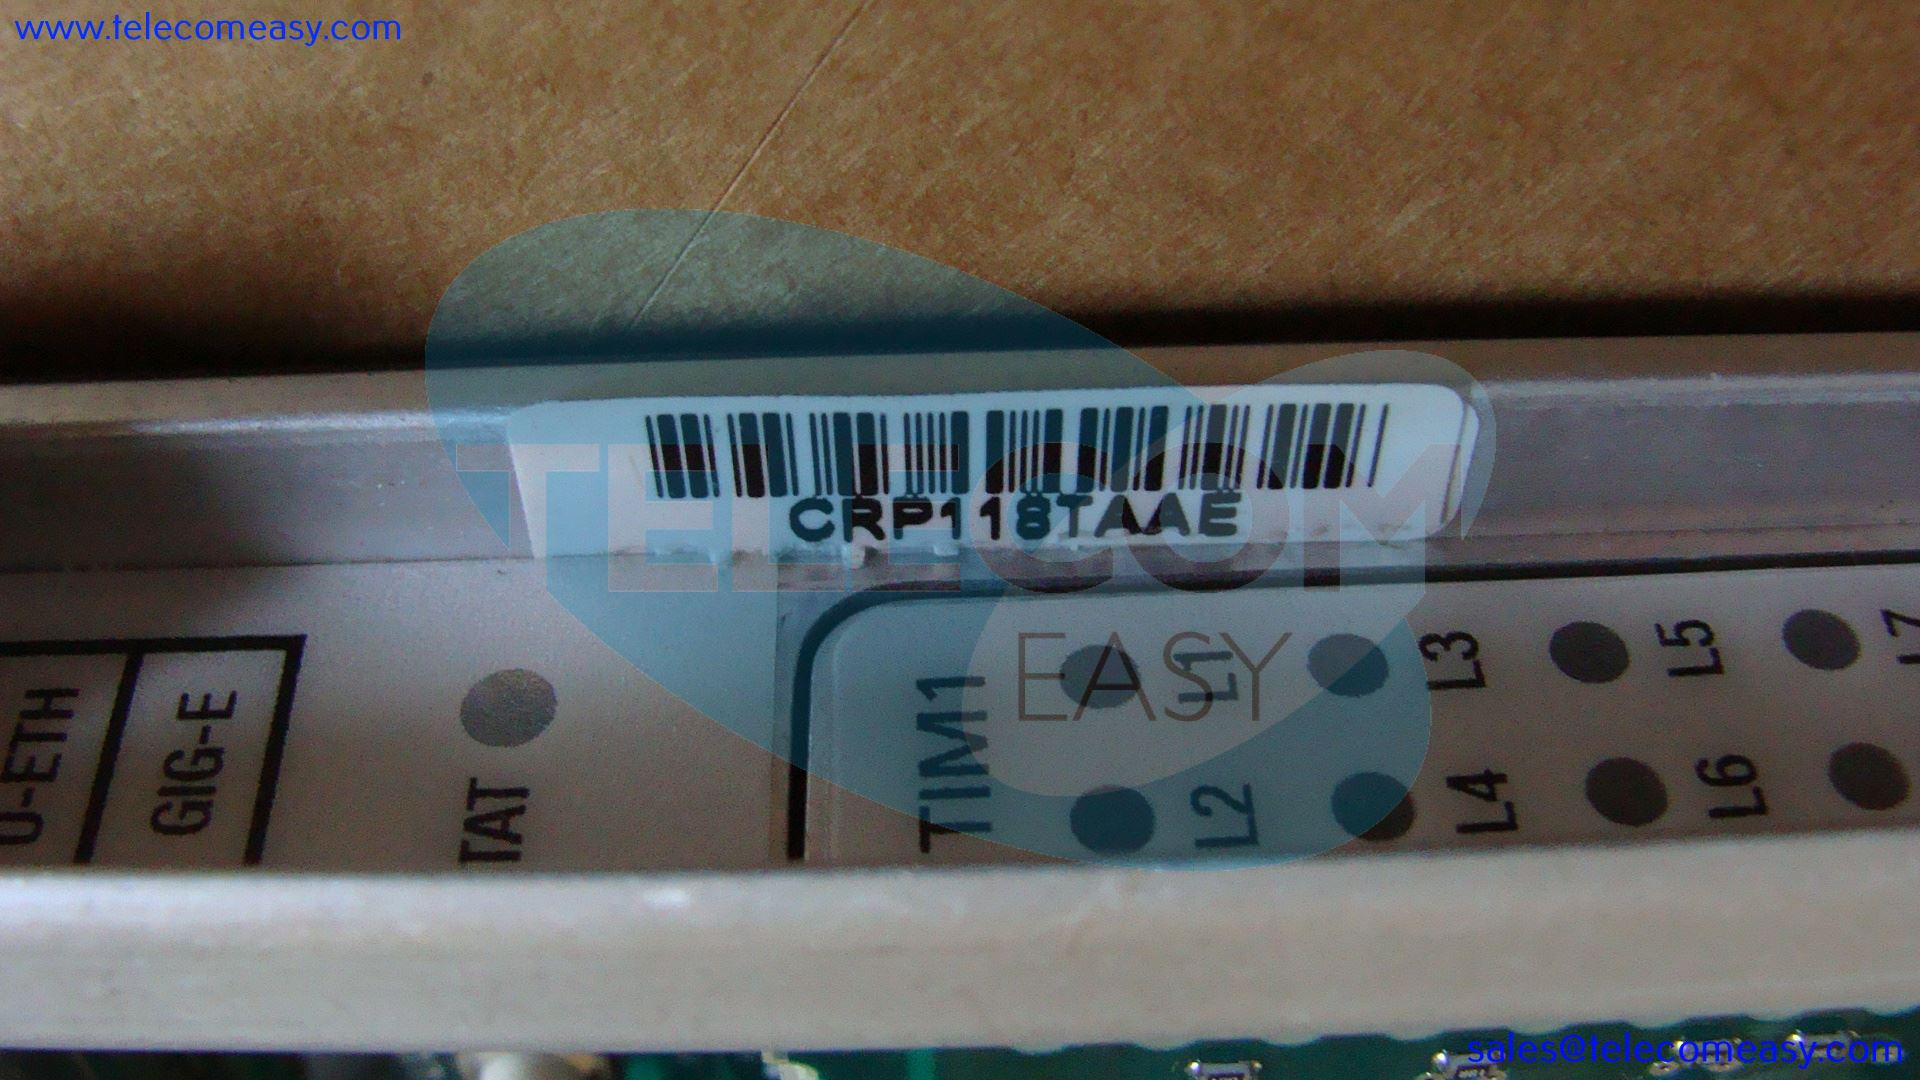 www.telecomeasy.com
CRP118TAAE
TELECOM
EASY
U-ETH
GIG-E
TAT
TIM1
L1
L2
L3
L4
L5
L6
L7
sales@telecomeasy.com